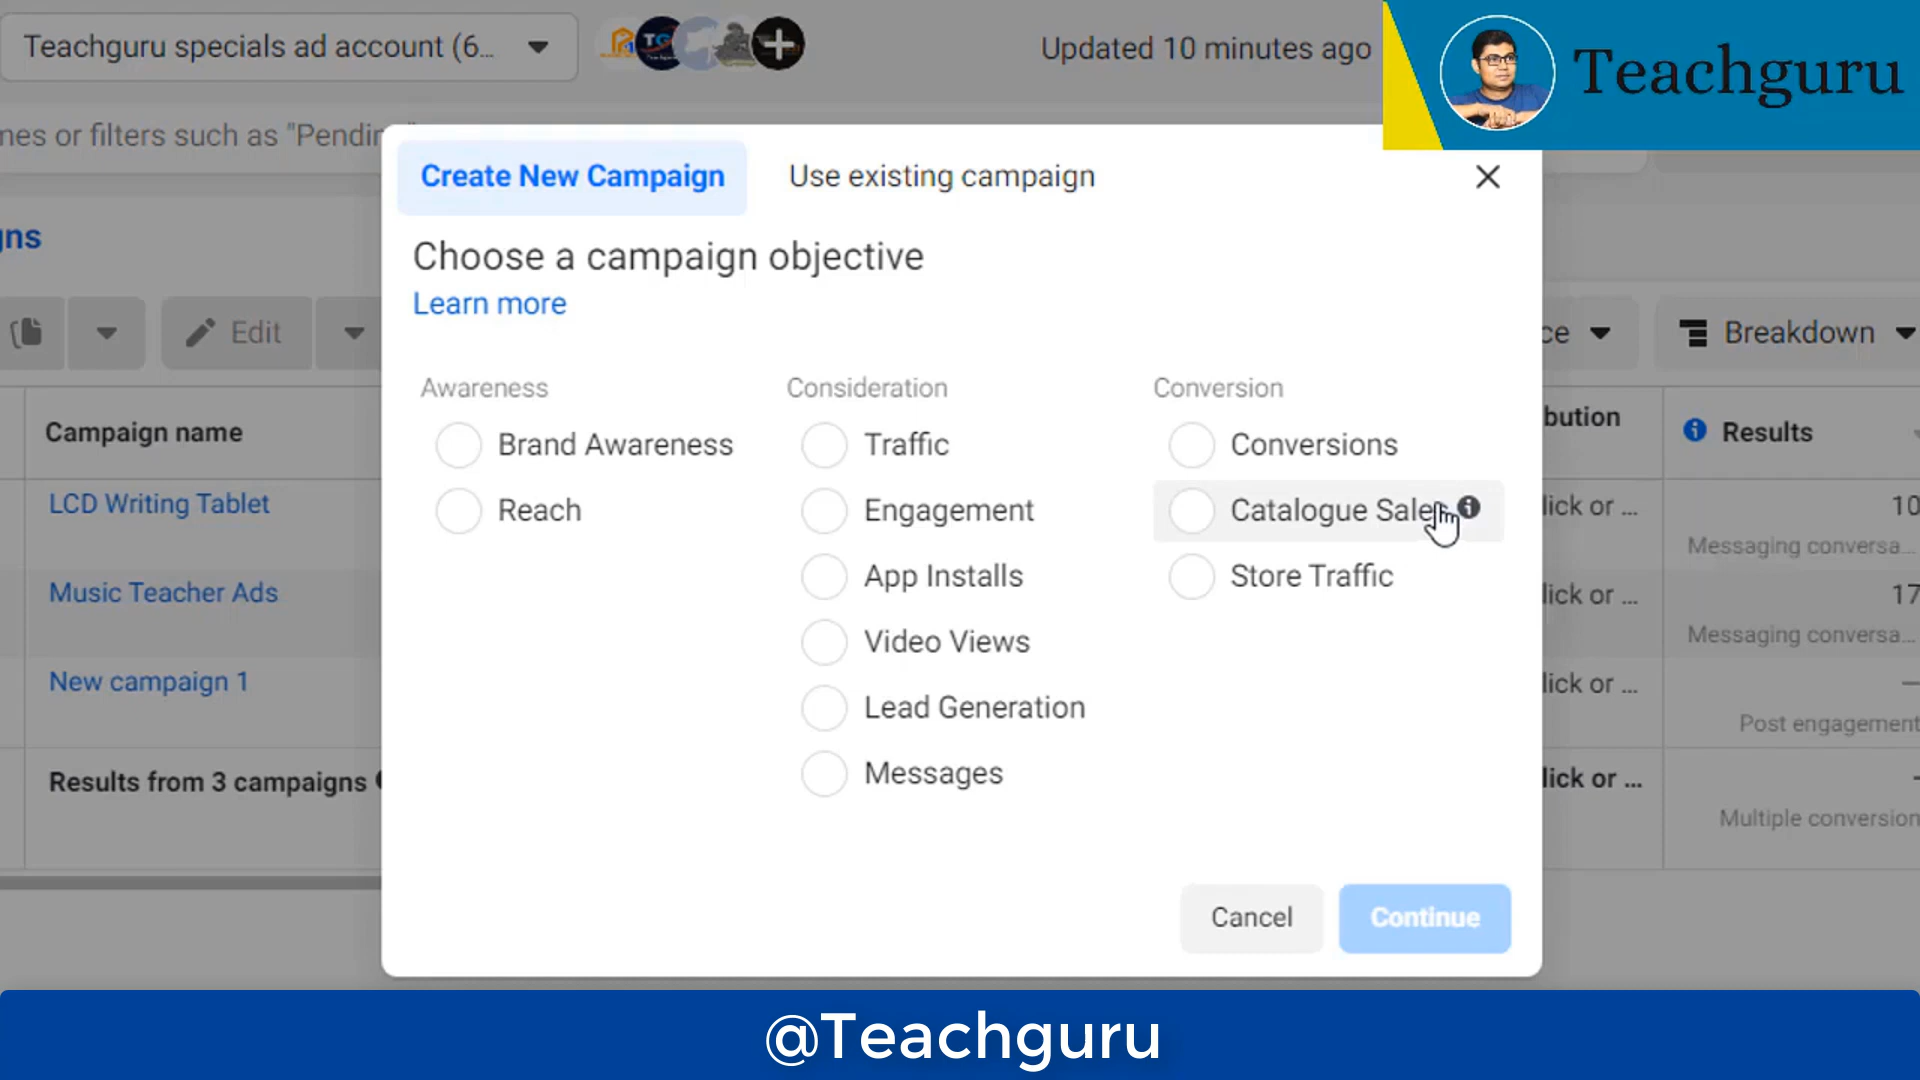 Teachguru specials ad account (6...
TG
Updated 10 minutes ago
Teachguru
nes or filters such as "Pendin
Create New Campaign
Use existing campaign
Choose a campaign objective
Learn more
gns
Edit
ce
Breakdown
Awareness
Consideration
Conversion
Campaign name
Brand Awareness
Traffic
Conversions
bution
Results
Reach
Engagement
Catalogue Sales
LCD Writing Tablet
lick or ...
10
Messaging conversa...
App Installs
Store Traffic
Music Teacher Ads
lick or ...
17
Messaging conversa...
Video Views
New campaign 1
lick or ...
—
Post engagement
Lead Generation
Messages
Results from 3 campaigns
lick or ...
Multiple conversion
Cancel
Continue
@Teachguru